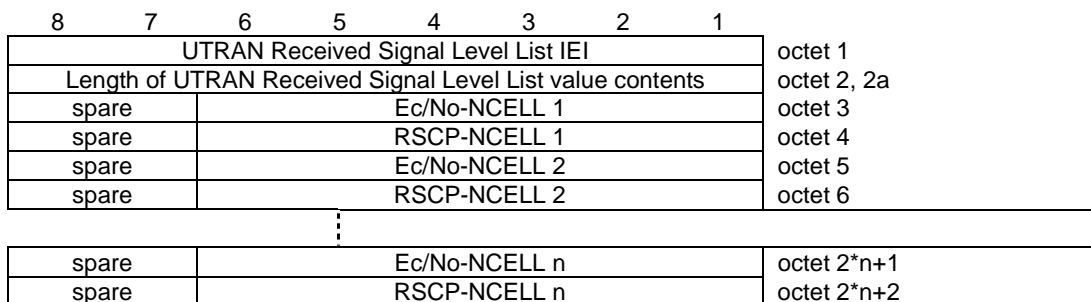 8 7 6 5 4 3 2 1
UTRAN Received Signal Level List IEI octet 1
Length of UTRAN Received Signal Level List value contents octet 2, 2a
spare Ec/No-NCELL 1 octet 3
spare RSCP-NCELL 1 octet 4
spare Ec/No-NCELL 2 octet 5
spare RSCP-NCELL 2 octet 6
spare Ec/No-NCELL n octet 2*n+1
spare RSCP-NCELL n octet 2*n+2